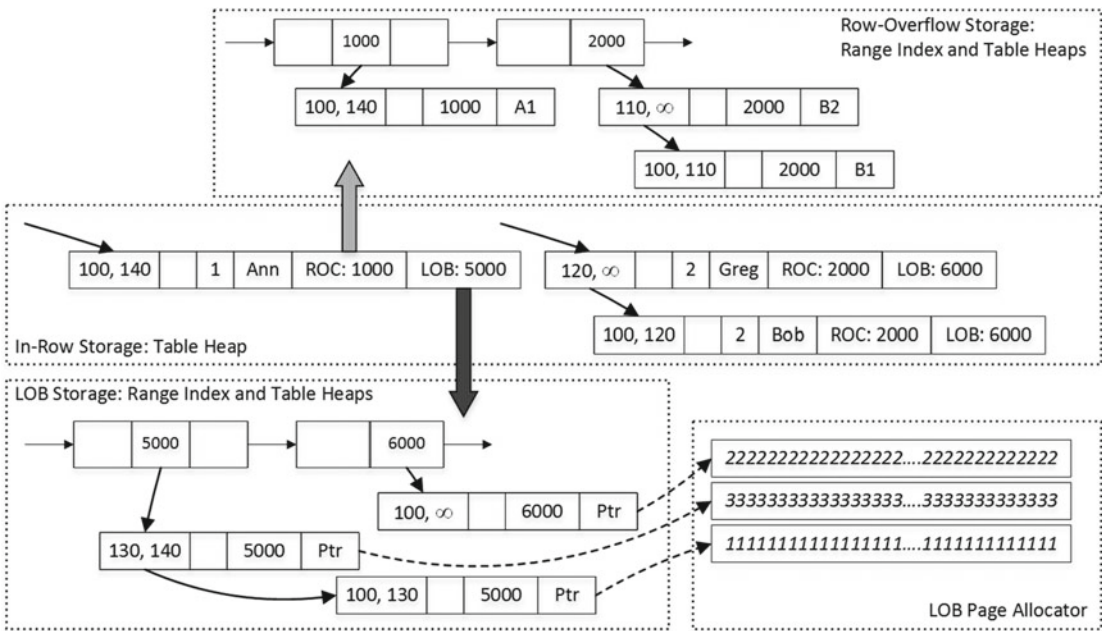 Row-Overflow Storage:
Range Index and Table Heaps
1000
2000
100, 140 1000 A1
110, ∞ 2000 B2
100, 110 2000 B1
100, 140 1 Ann ROC: 1000 LOB: 5000
120, ∞ 2 Greg ROC: 2000 LOB: 6000
100, 120 2 Bob ROC: 2000 LOB: 6000
In-Row Storage: Table Heap
LOB Storage: Range Index and Table Heaps
5000
6000
100, ∞ 6000 Ptr
130, 140 5000 Ptr
100, 130 5000 Ptr
22222222222222222....2222222222222
33333333333333333....3333333333333
11111111111111111....1111111111111
LOB Page Allocator